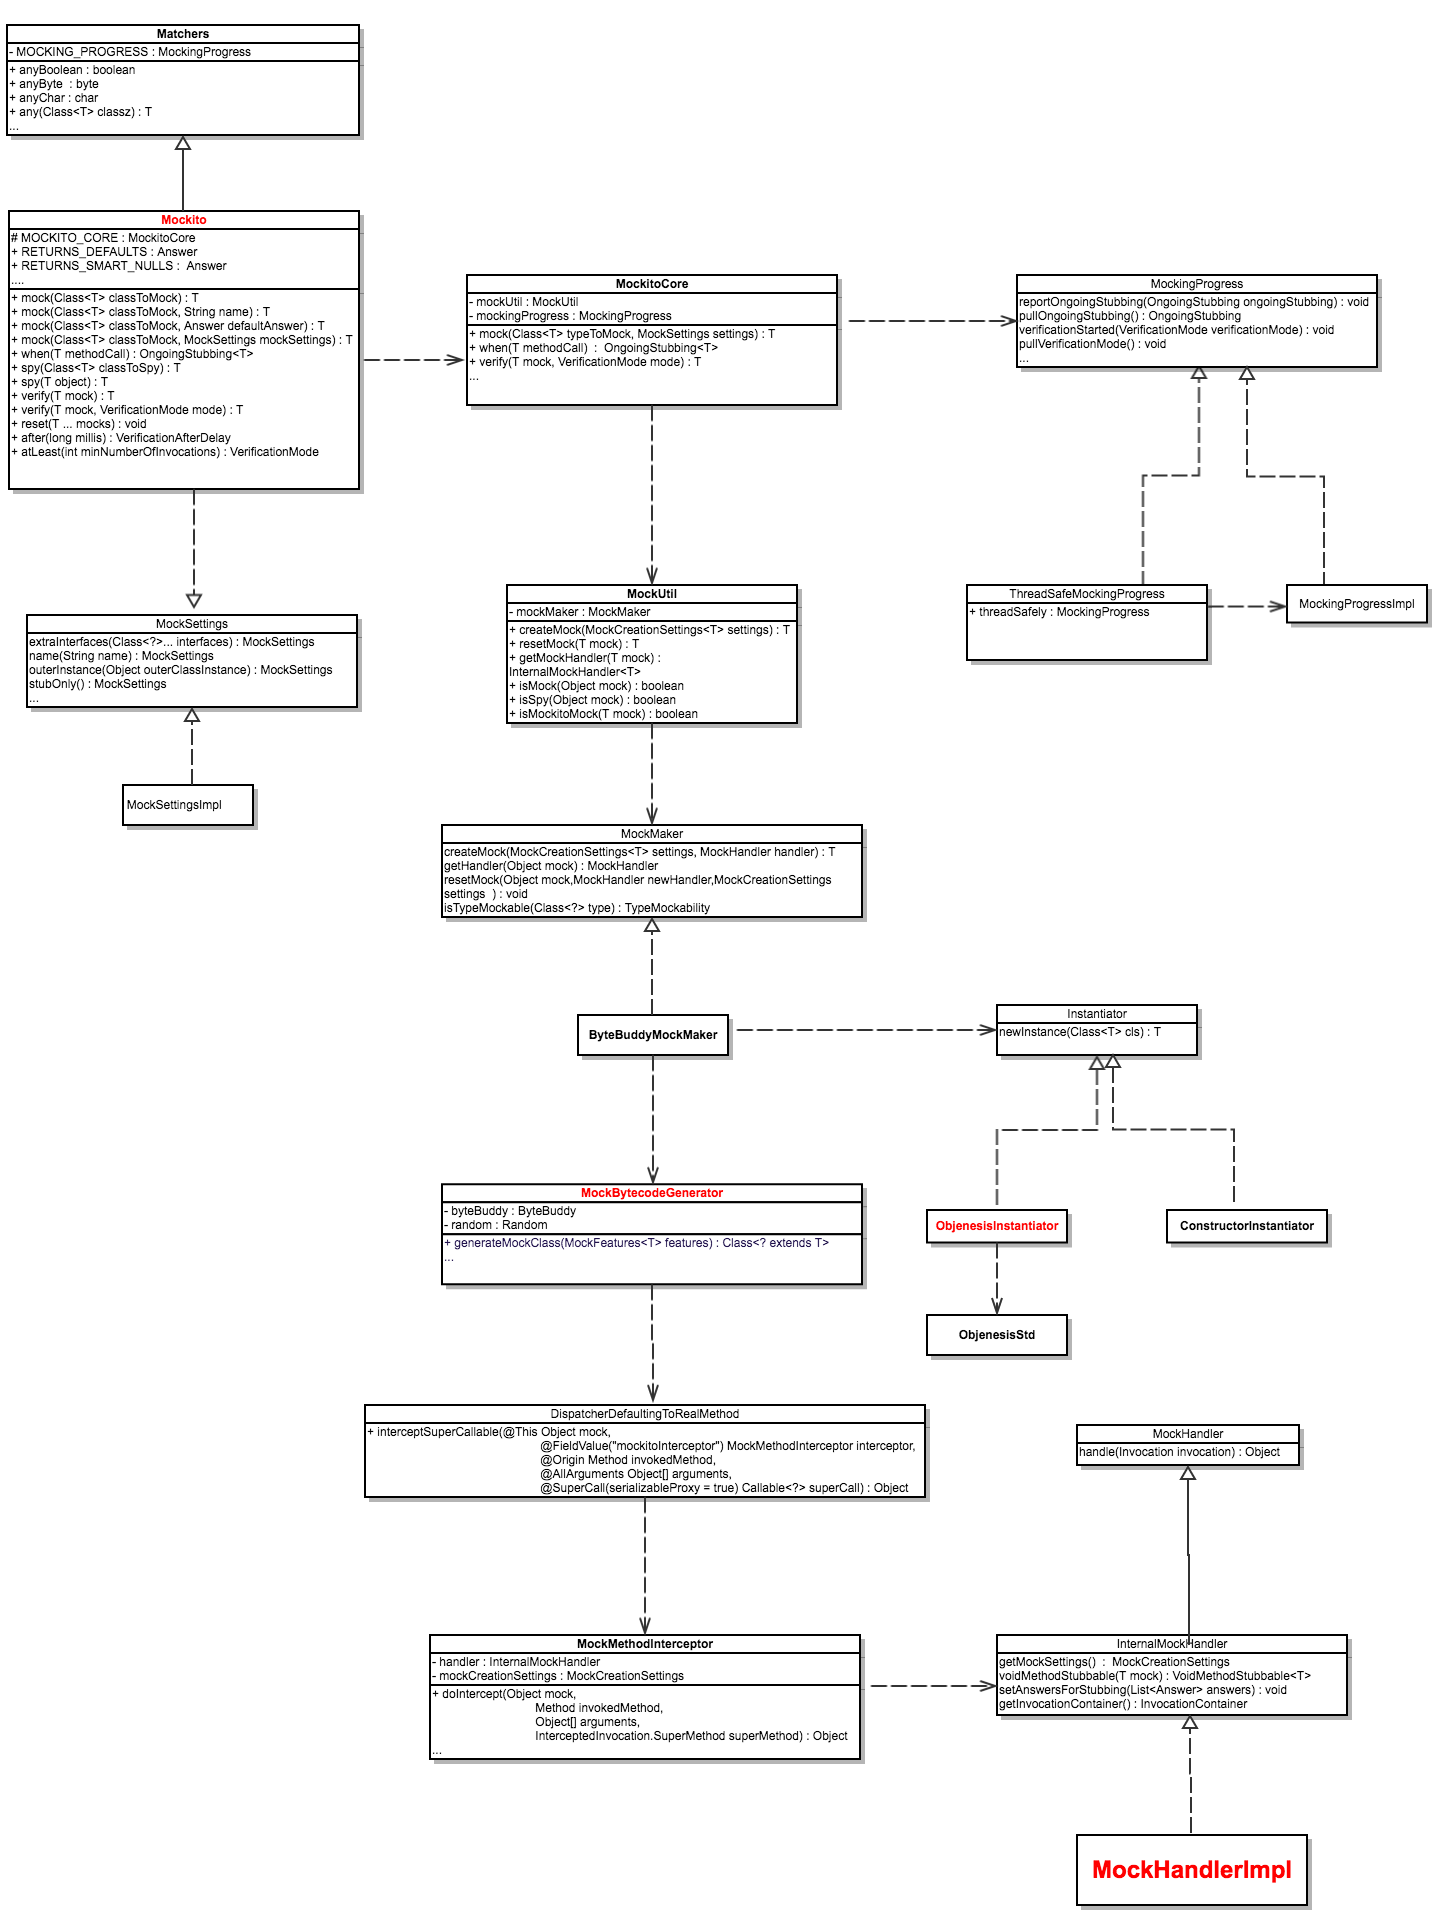 Matchers
- MOCKING_PROGRESS : MockingProgress
+ anyBoolean : boolean
+ anyByte : byte
+ anyChar : char
+ any(Class<T> classz) : T
...
Mockito
# MOCKITO_CORE : MockitoCore
+ RETURNS_DEFAULTS : Answer
+ RETURNS_SMART_NULLS : Answer
....
+ mock(Class<T> classToMock) : T
+ mock(Class<T> classToMock, String name) : T
+ mock(Class<T> classToMock, Answer defaultAnswer) : T
+ mock(Class<T> classToMock, MockSettings mockSettings) : T
+ when(T methodCall) : OngoingStubbing<T>
+ spy(Class<T> classToSpy) : T
+ spy(T object) : T
+ verify(T mock) : T
+ verify(T mock, VerificationMode mode) : T
+ reset(T ... mocks) : void
+ after(long millis) : VerificationAfterDelay
+ atLeast(int minNumberOfInvocations) : VerificationMode
MockitoCore
- mockUtil : MockUtil
- mockingProgress : MockingProgress
+ mock(Class<T> typeToMock, MockSettings settings) : T
+ when(T methodCall) : OngoingStubbing<T>
+ verify(T mock, VerificationMode mode) : T
...
MockingProgress
reportOngoingStubbing(OngoingStubbing ongoingStubbing) : void
pullOngoingStubbing() : OngoingStubbing
verificationStarted(VerificationMode verificationMode) : void
pullVerificationMode() : void
...
ThreadSafeMockingProgress
+ threadSafely : MockingProgress
MockingProgressImpl
MockSettings
extraInterfaces(Class<?>... interfaces) : MockSettings
name(String name) : MockSettings
outerInstance(Object outerClassInstance) : MockSettings
stubOnly() : MockSettings
...
MockSettingsImpl
MockUtil
- mockMaker : MockMaker
+ createMock(MockCreationSettings<T> settings) : T
+ resetMock(T mock) : T
+ getMockHandler(T mock) :
InternalMockHandler<T>
+ isMock(Object mock) : boolean
+ isSpy(Object mock) : boolean
+ isMockitoMock(T mock) : boolean
MockMaker
createMock(MockCreationSettings<T> settings, MockHandler handler) : T
getHandler(Object mock) : MockHandler
resetMock(Object mock,MockHandler newHandler,MockCreationSettings
settings ) : void
isTypeMockable(Class<?> type) : TypeMockability
ByteBuddyMockMaker
Instantiator
newInstance(Class<T> cls) : T
MockBytecodeGenerator
- byteBuddy : ByteBuddy
- random : Random
+ generateMockClass(MockFeatures<T> features) : Class<? extends T>
...
ObjenesisInstantiator
ConstructorInstantiator
ObjenesisStd
DispatcherDefaultingToRealMethod
+ interceptSuperCallable(@This Object mock,
@FieldValue("mockitoInterceptor") MockMethodInterceptor interceptor,
@Origin Method invokedMethod,
@AllArguments Object[] arguments,
@SuperCall(serializableProxy = true) Callable<?> superCall) : Object
MockHandler
handle(Invocation invocation) : Object
MockMethodInterceptor
- handler : InternalMockHandler
- mockCreationSettings : MockCreationSettings
+ doIntercept(Object mock,
Method invokedMethod,
Object[] arguments,
InterceptedInvocation.SuperMethod superMethod) : Object
...
InternalMockHandler
getMockSettings() : MockCreationSettings
voidMethodStubbable(T mock) : VoidMethodStubbable<T>
setAnswersForStubbing(List<Answer> answers) : void
getInvocationContainer() : InvocationContainer
MockHandlerImpl